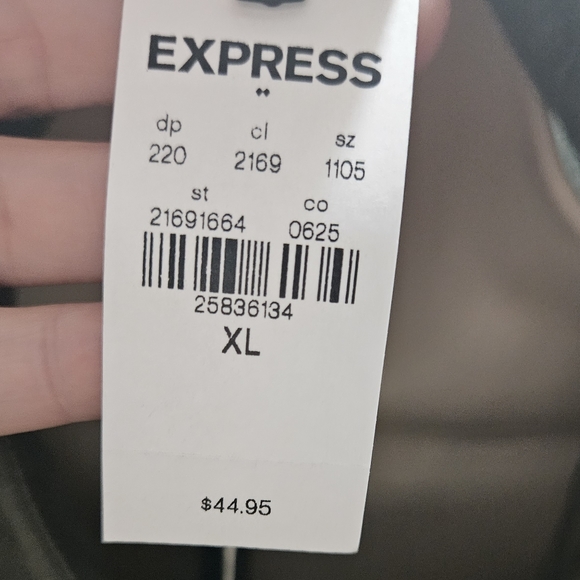 EXPRESS
dp cl sz
220 2169 1105
st co
21691664 0625
25836134
XL
$44.95